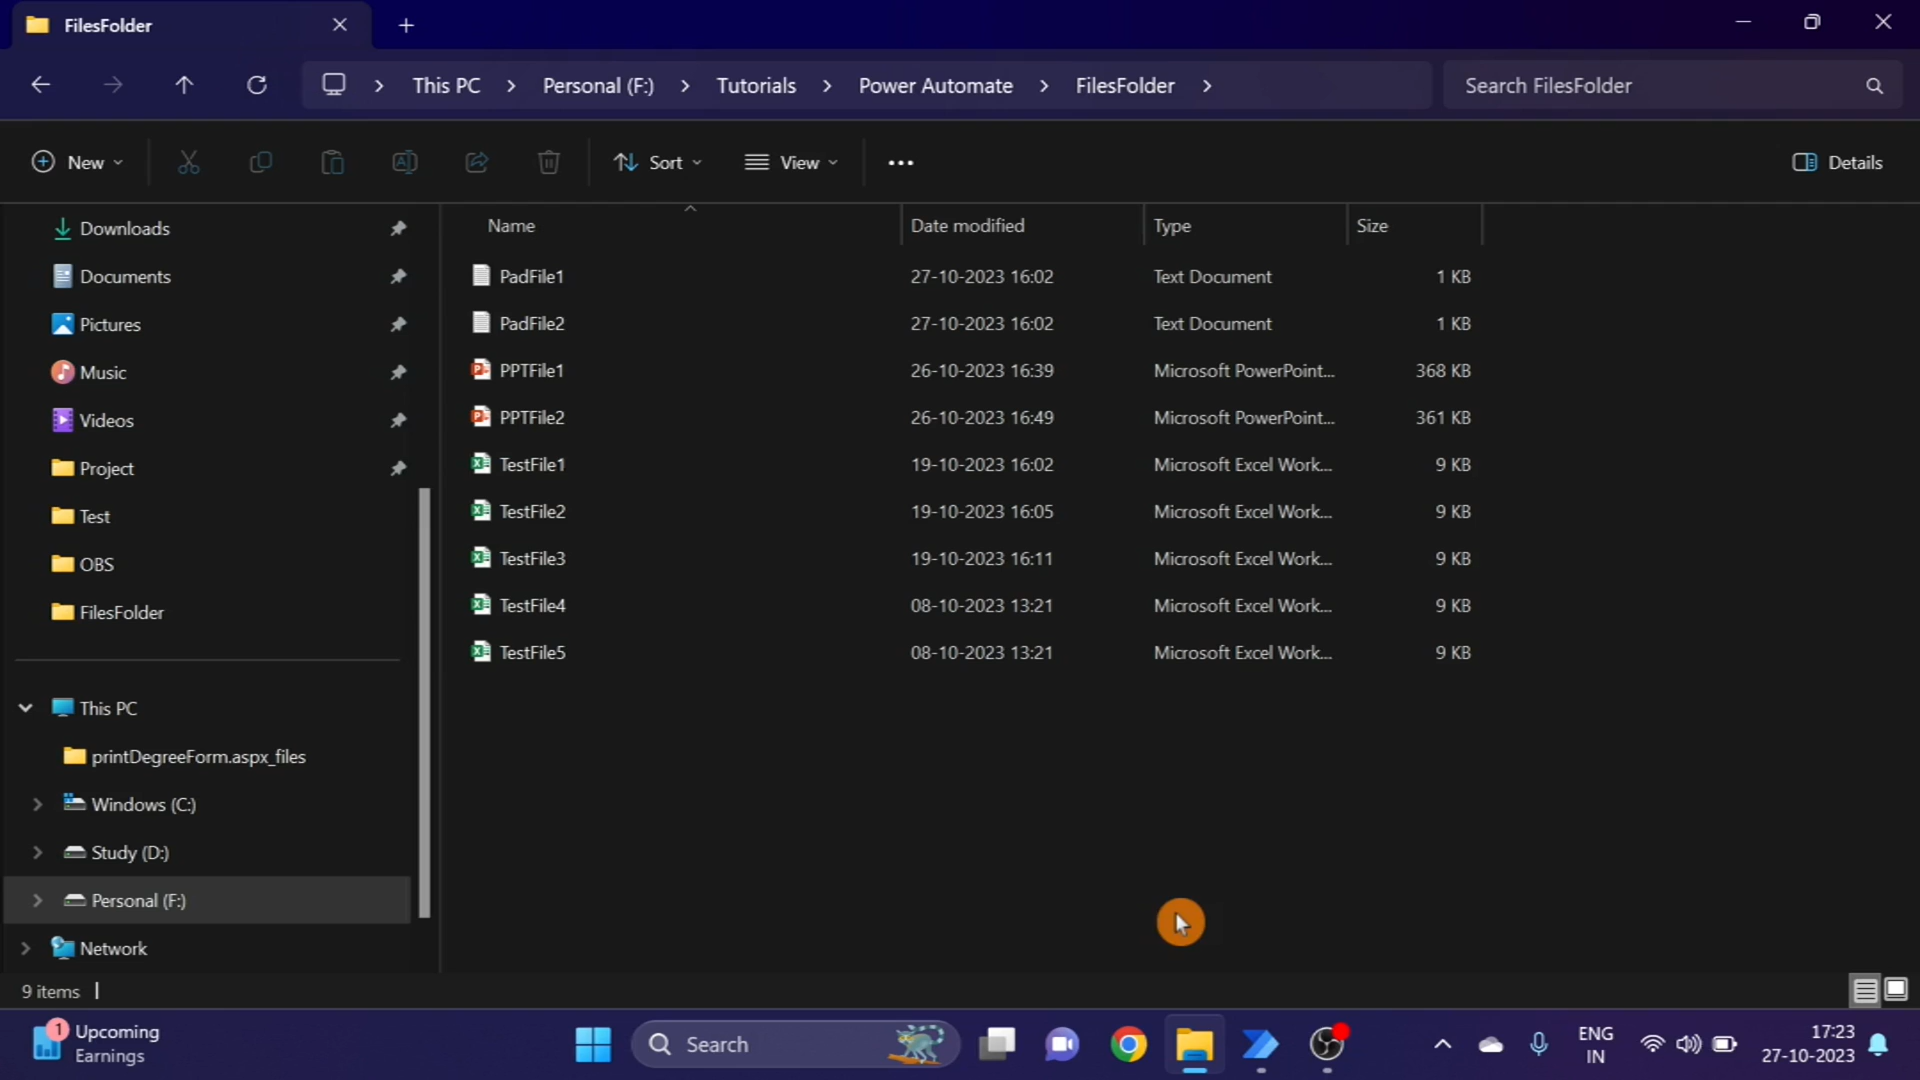 FilesFolder
This PC > Personal (F:) > Tutorials > Power Automate > FilesFolder >
Search FilesFolder
New
Sort
View
Details
Downloads
Documents
Pictures
Music
Videos
Project
Test
OBS
FilesFolder
This PC
printDegreeForm.aspx_files
Windows (C:)
Study (D:)
Personal (F:)
Network
Name Date modified Type Size
PadFile1 27-10-2023 16:02 Text Document 1 KB
PadFile2 27-10-2023 16:02 Text Document 1 KB
PPTFile1 26-10-2023 16:39 Microsoft PowerPoint... 368 KB
PPTFile2 26-10-2023 16:49 Microsoft PowerPoint... 361 KB
TestFile1 19-10-2023 16:02 Microsoft Excel Work... 9 KB
TestFile2 19-10-2023 16:05 Microsoft Excel Work... 9 KB
TestFile3 19-10-2023 16:11 Microsoft Excel Work... 9 KB
TestFile4 08-10-2023 13:21 Microsoft Excel Work... 9 KB
TestFile5 08-10-2023 13:21 Microsoft Excel Work... 9 KB
9 items
1
Upcoming
Earnings
Search
ENG
IN
17:23
27-10-2023